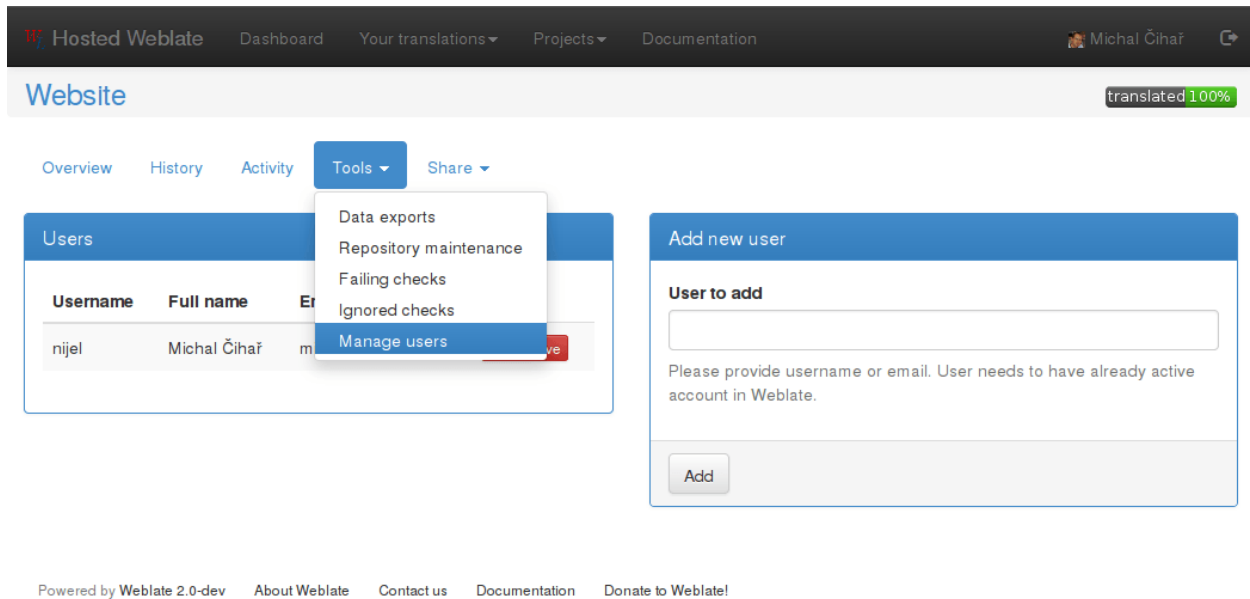 Hosted Weblate Dashboard Your translations Projects Documentation Michal Čihař
Website
translated 100%
Overview History Activity Tools Share
Data exports
Repository maintenance
Failing checks
Ignored checks
Manage users
Users
Username Full name
nijel Michal Čihař
Add new user
User to add
Please provide username or email. User needs to have already active
account in Weblate.
Add
Powered by Weblate 2.0-dev About Weblate Contact us Documentation Donate to Weblate!